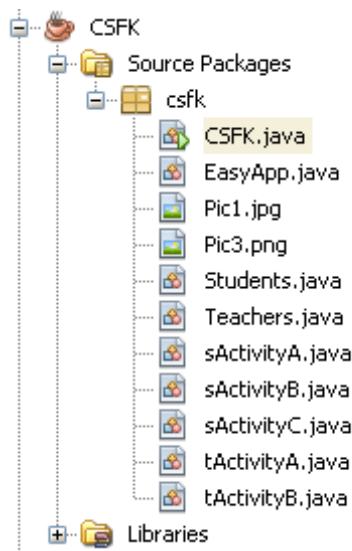 CSFK
Source Packages
csfk
CSFK.java
EasyApp.java
Pic1.jpg
Pic3.png
Students.java
Teachers.java
sActivityA.java
sActivityB.java
sActivityC.java
tActivityA.java
tActivityB.java
Libraries